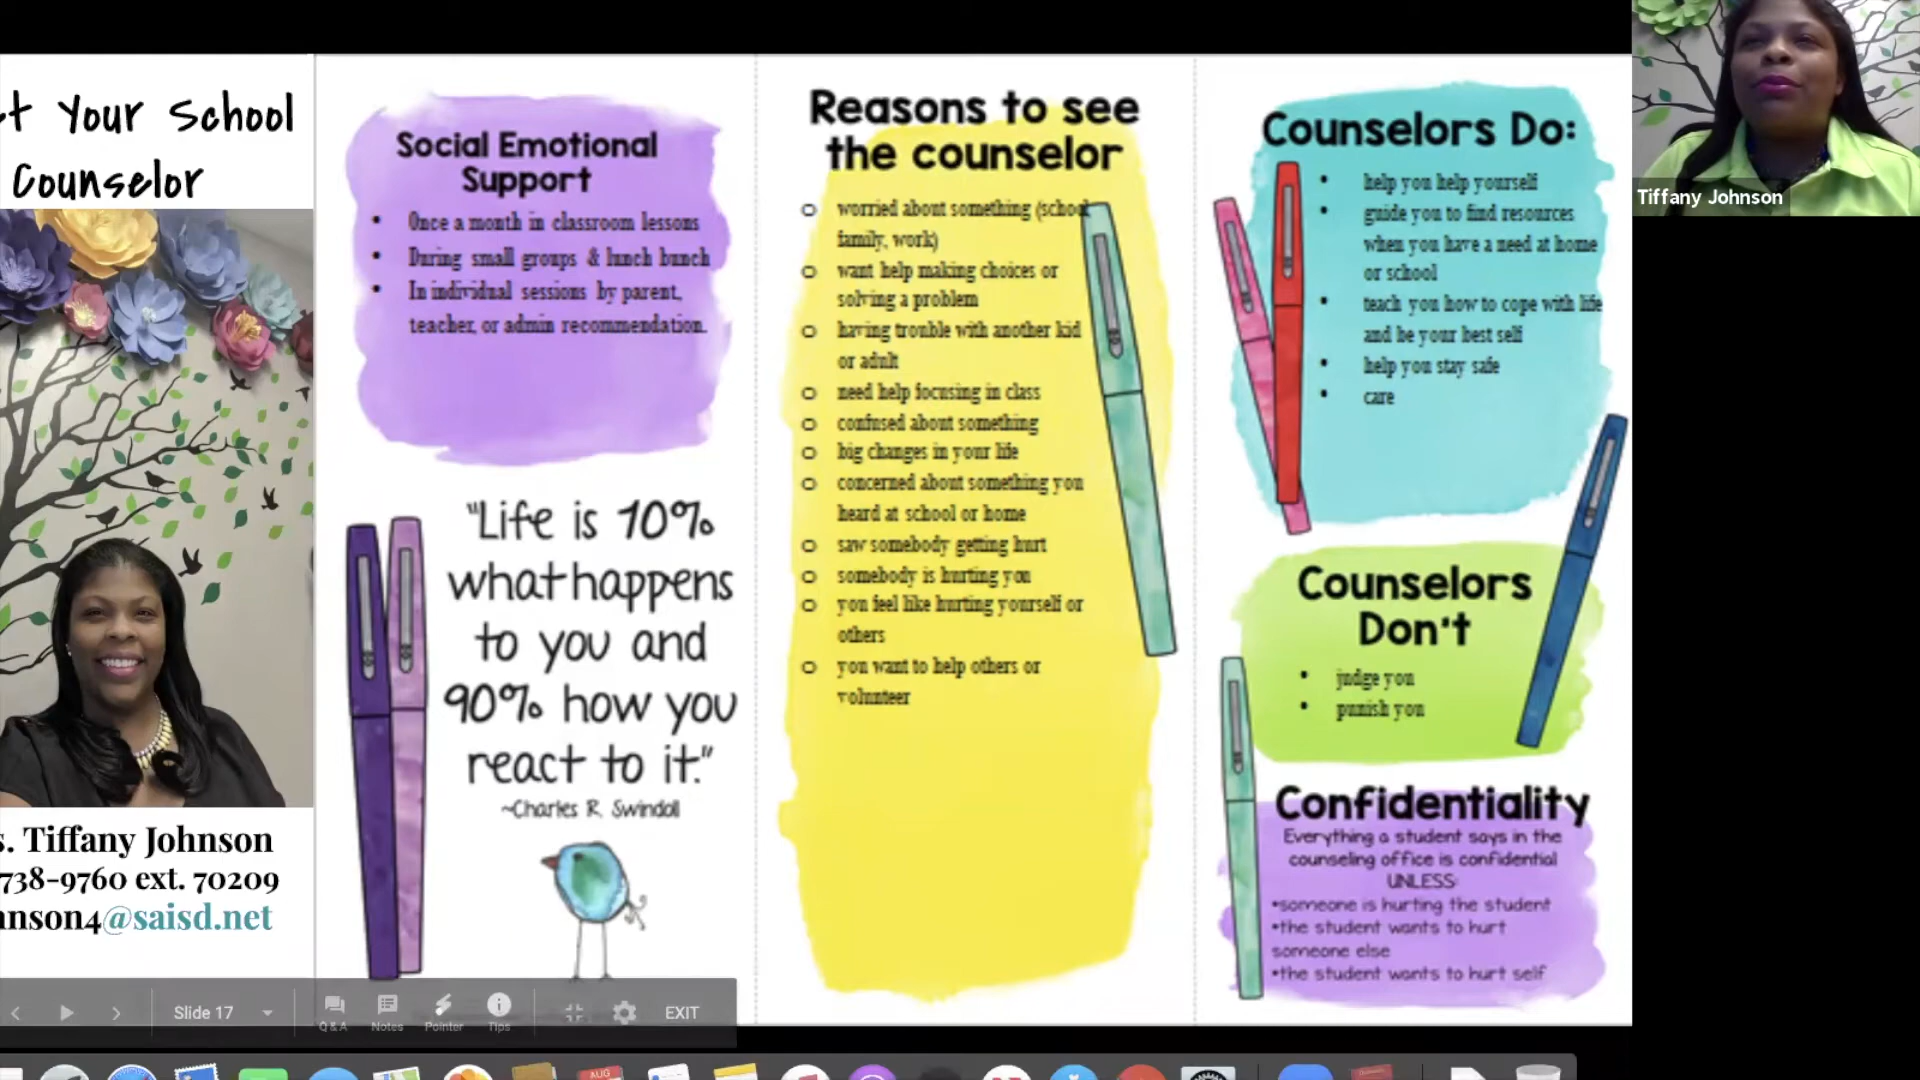 t Your School
Counselor
s. Tiffany Johnson
738-9760 ext. 70209
hnson4@saisd.net
Social Emotional
Support
• Once a month in classroom lessons
• During small groups & lunch bunch
• In individual sessions by parent,
teacher, or admin recommendation.
"Life is 10%
what happens
to you and
90% how you
react to it."
~Charles R. Swindoll
Reasons to see
the counselor
o worried about something (school,
family, work)
o want help making choices or
solving a problem
o having trouble with another kid
or adult
o need help focusing in class
o confused about something
o big changes in your life
o concerned about something you
heard at school or home
o saw somebody getting hurt
o somebody is hurting you
o you feel like hurting yourself or
others
o you want to help others or
volunteer
Counselors Do:
• help you help yourself
• guide you to find resources
when you have a need at home
or school
• teach you how to cope with life
and be your best self
• help you stay safe
• care
Counselors
Don't
• judge you
• punish you
Confidentiality
Everything a student says in the
counseling office is confidential
UNLESS:
•someone is hurting the student
•the student wants to hurt
someone else
•the student wants to hurt self
Tiffany Johnson
Slide 17
Q & A
Notes
Pointer
Tips
EXIT
AUG